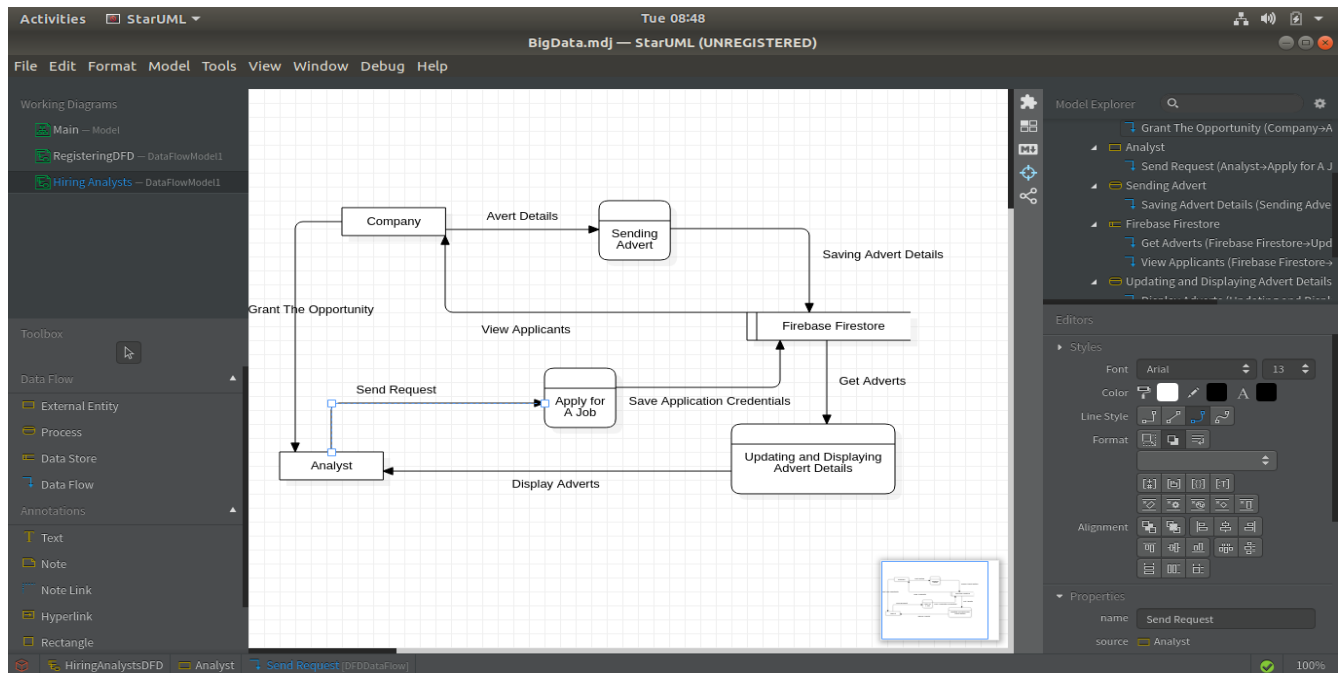 Activities StarUML Tue 08:48
BigData.mdj — StarUML (UNREGISTERED)
File Edit Format Model Tools View Window Debug Help
Working Diagrams
Main — Model
RegisteringDFD — DataFlowModel1
Hiring Analysts — DataFlowModel1
Toolbox
Data Flow
External Entity
Process
Data Store
Data Flow
Annotations
Text
Note
Note Link
Hyperlink
Rectangle
Company
Avert Details
Sending
Advert
Saving Advert Details
Grant The Opportunity
View Applicants
Firebase Firestore
Send Request
Apply for
A Job
Save Application Credentials
Get Adverts
Analyst
Updating and Displaying
Advert Details
Display Adverts
Model Explorer
Grant The Opportunity (Company→A
Analyst
Send Request (Analyst→Apply for A J
Sending Advert
Saving Advert Details (Sending Adve
Firebase Firestore
Get Adverts (Firebase Firestore→Upd
View Applicants (Firebase Firestore→
Updating and Displaying Advert Details
Editors
Styles
Font Arial 13
Color A
Line Style
Format
Alignment
Properties
name Send Request
source Analyst
HiringAnalystsDFD Analyst Send Request [DFDDataFlow] 100%